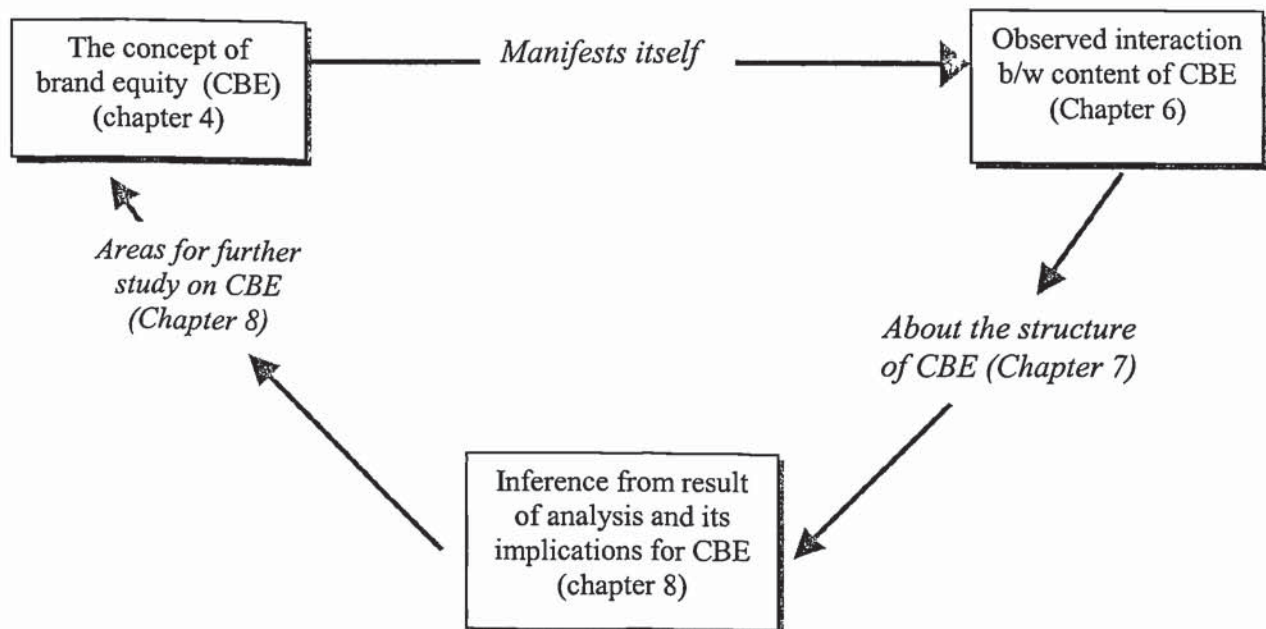 The concept of
brand equity (CBE)
(chapter 4)
Manifests itself
Observed interaction
b/w content of CBE
(Chapter 6)
About the structure
of CBE (Chapter 7)
Inference from result
of analysis and its
implications for CBE
(chapter 8)
Areas for further
study on CBE
(Chapter 8)